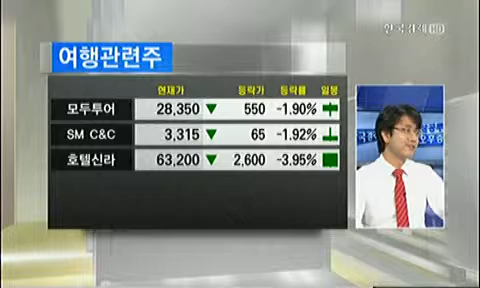 한국경제HD
여행관련주
현재가 등락가 등락률 일봉
모두투어 28,350 ▼ 550 -1.90%
SM C&C 3,315 ▼ 65 -1.92%
호텔신라 63,200 ▼ 2,600 -3.95%